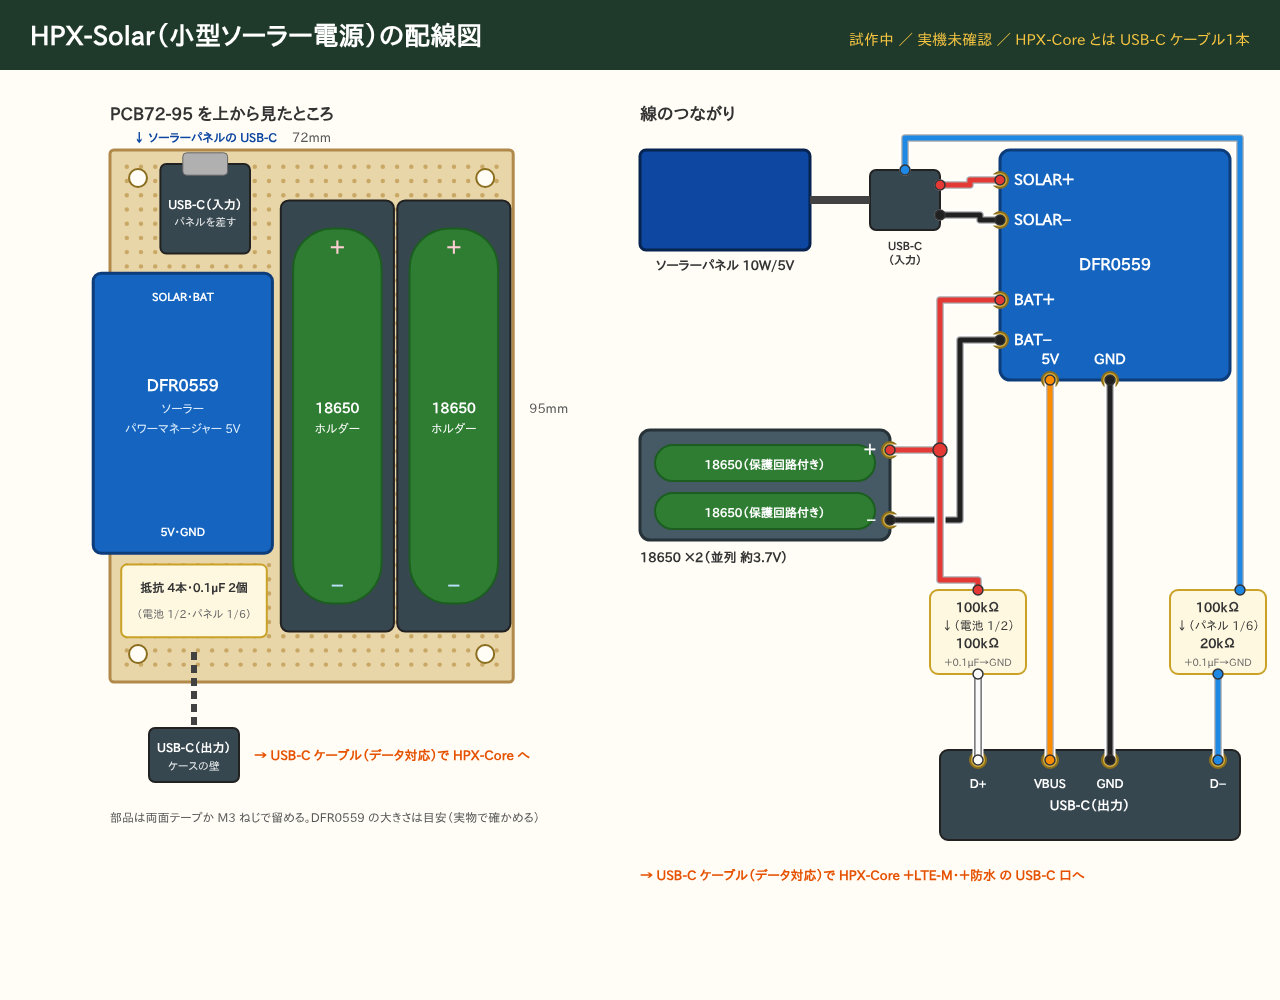 HPX-Solar（小型ソーラー電源）の配線図
試作中 ／ 実機未確認 ／ HPX-Core とは USB-C ケーブル1本
PCB72-95 を上から見たところ
↓ ソーラーパネルの USB-C
72mm
USB-C（入力）
パネルを差す
SOLAR・BAT
DFR0559
ソーラー
パワーマネージャー 5V
5V・GND
+
18650
ホルダー
−
+
18650
ホルダー
−
95mm
抵抗 4本・0.1µF 2個
（電池 1/2・パネル 1/6）
USB-C（出力）
ケースの壁
→ USB-C ケーブル（データ対応）で HPX-Core へ
部品は両面テープか M3 ねじで留める。DFR0559 の大きさは目安（実物で確かめる）
線のつながり
ソーラーパネル 10W/5V
USB-C
（入力）
SOLAR+
SOLAR−
DFR0559
BAT+
BAT−
5V
GND
+
18650（保護回路付き）
18650（保護回路付き）
−
18650 ×2（並列 約3.7V）
100kΩ
↓（電池 1/2）
100kΩ
+0.1µF→GND
100kΩ
↓（パネル 1/6）
20kΩ
+0.1µF→GND
D+
VBUS
GND
D−
USB-C（出力）
→ USB-C ケーブル（データ対応）で HPX-Core +LTE-M・+防水 の USB-C 口へ